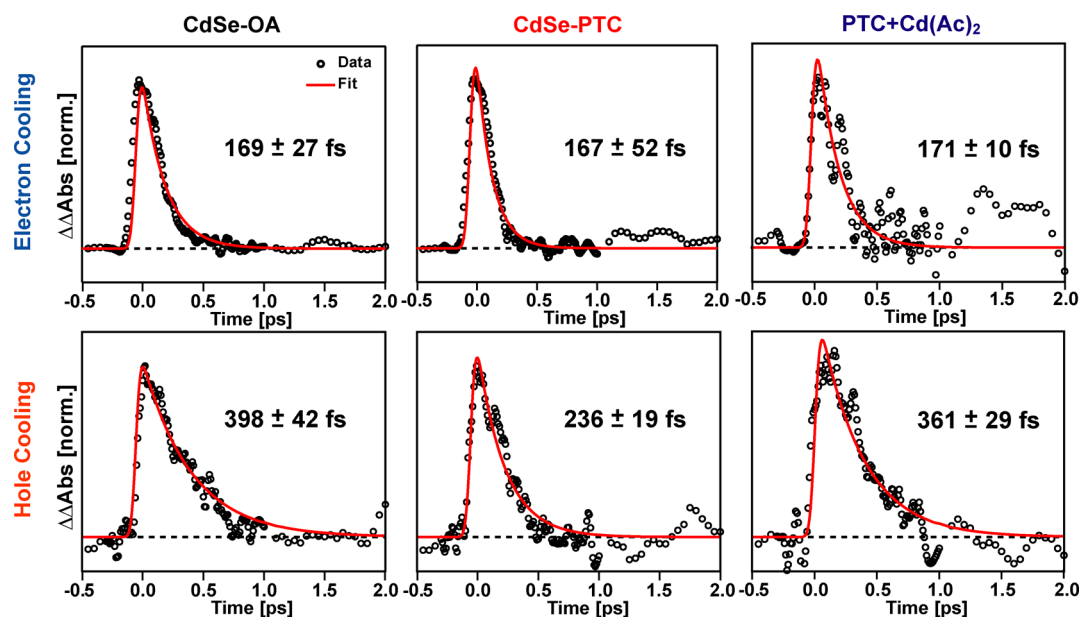 CdSe-OA
CdSe-PTC
PTC+Cd(Ac)₂
Electron Cooling
ΔΔAbs [norm.]
Data
Fit
169 ± 27 fs
167 ± 52 fs
171 ± 10 fs
-0.5 0.0 0.5 1.0 1.5 2.0
Time [ps]
-0.5 0.0 0.5 1.0 1.5 2.0
Time [ps]
-0.5 0.0 0.5 1.0 1.5 2.0
Time [ps]
Hole Cooling
ΔΔAbs [norm.]
398 ± 42 fs
236 ± 19 fs
361 ± 29 fs
-0.5 0.0 0.5 1.0 1.5 2.0
Time [ps]
-0.5 0.0 0.5 1.0 1.5 2.0
Time [ps]
-0.5 0.0 0.5 1.0 1.5 2.0
Time [ps]